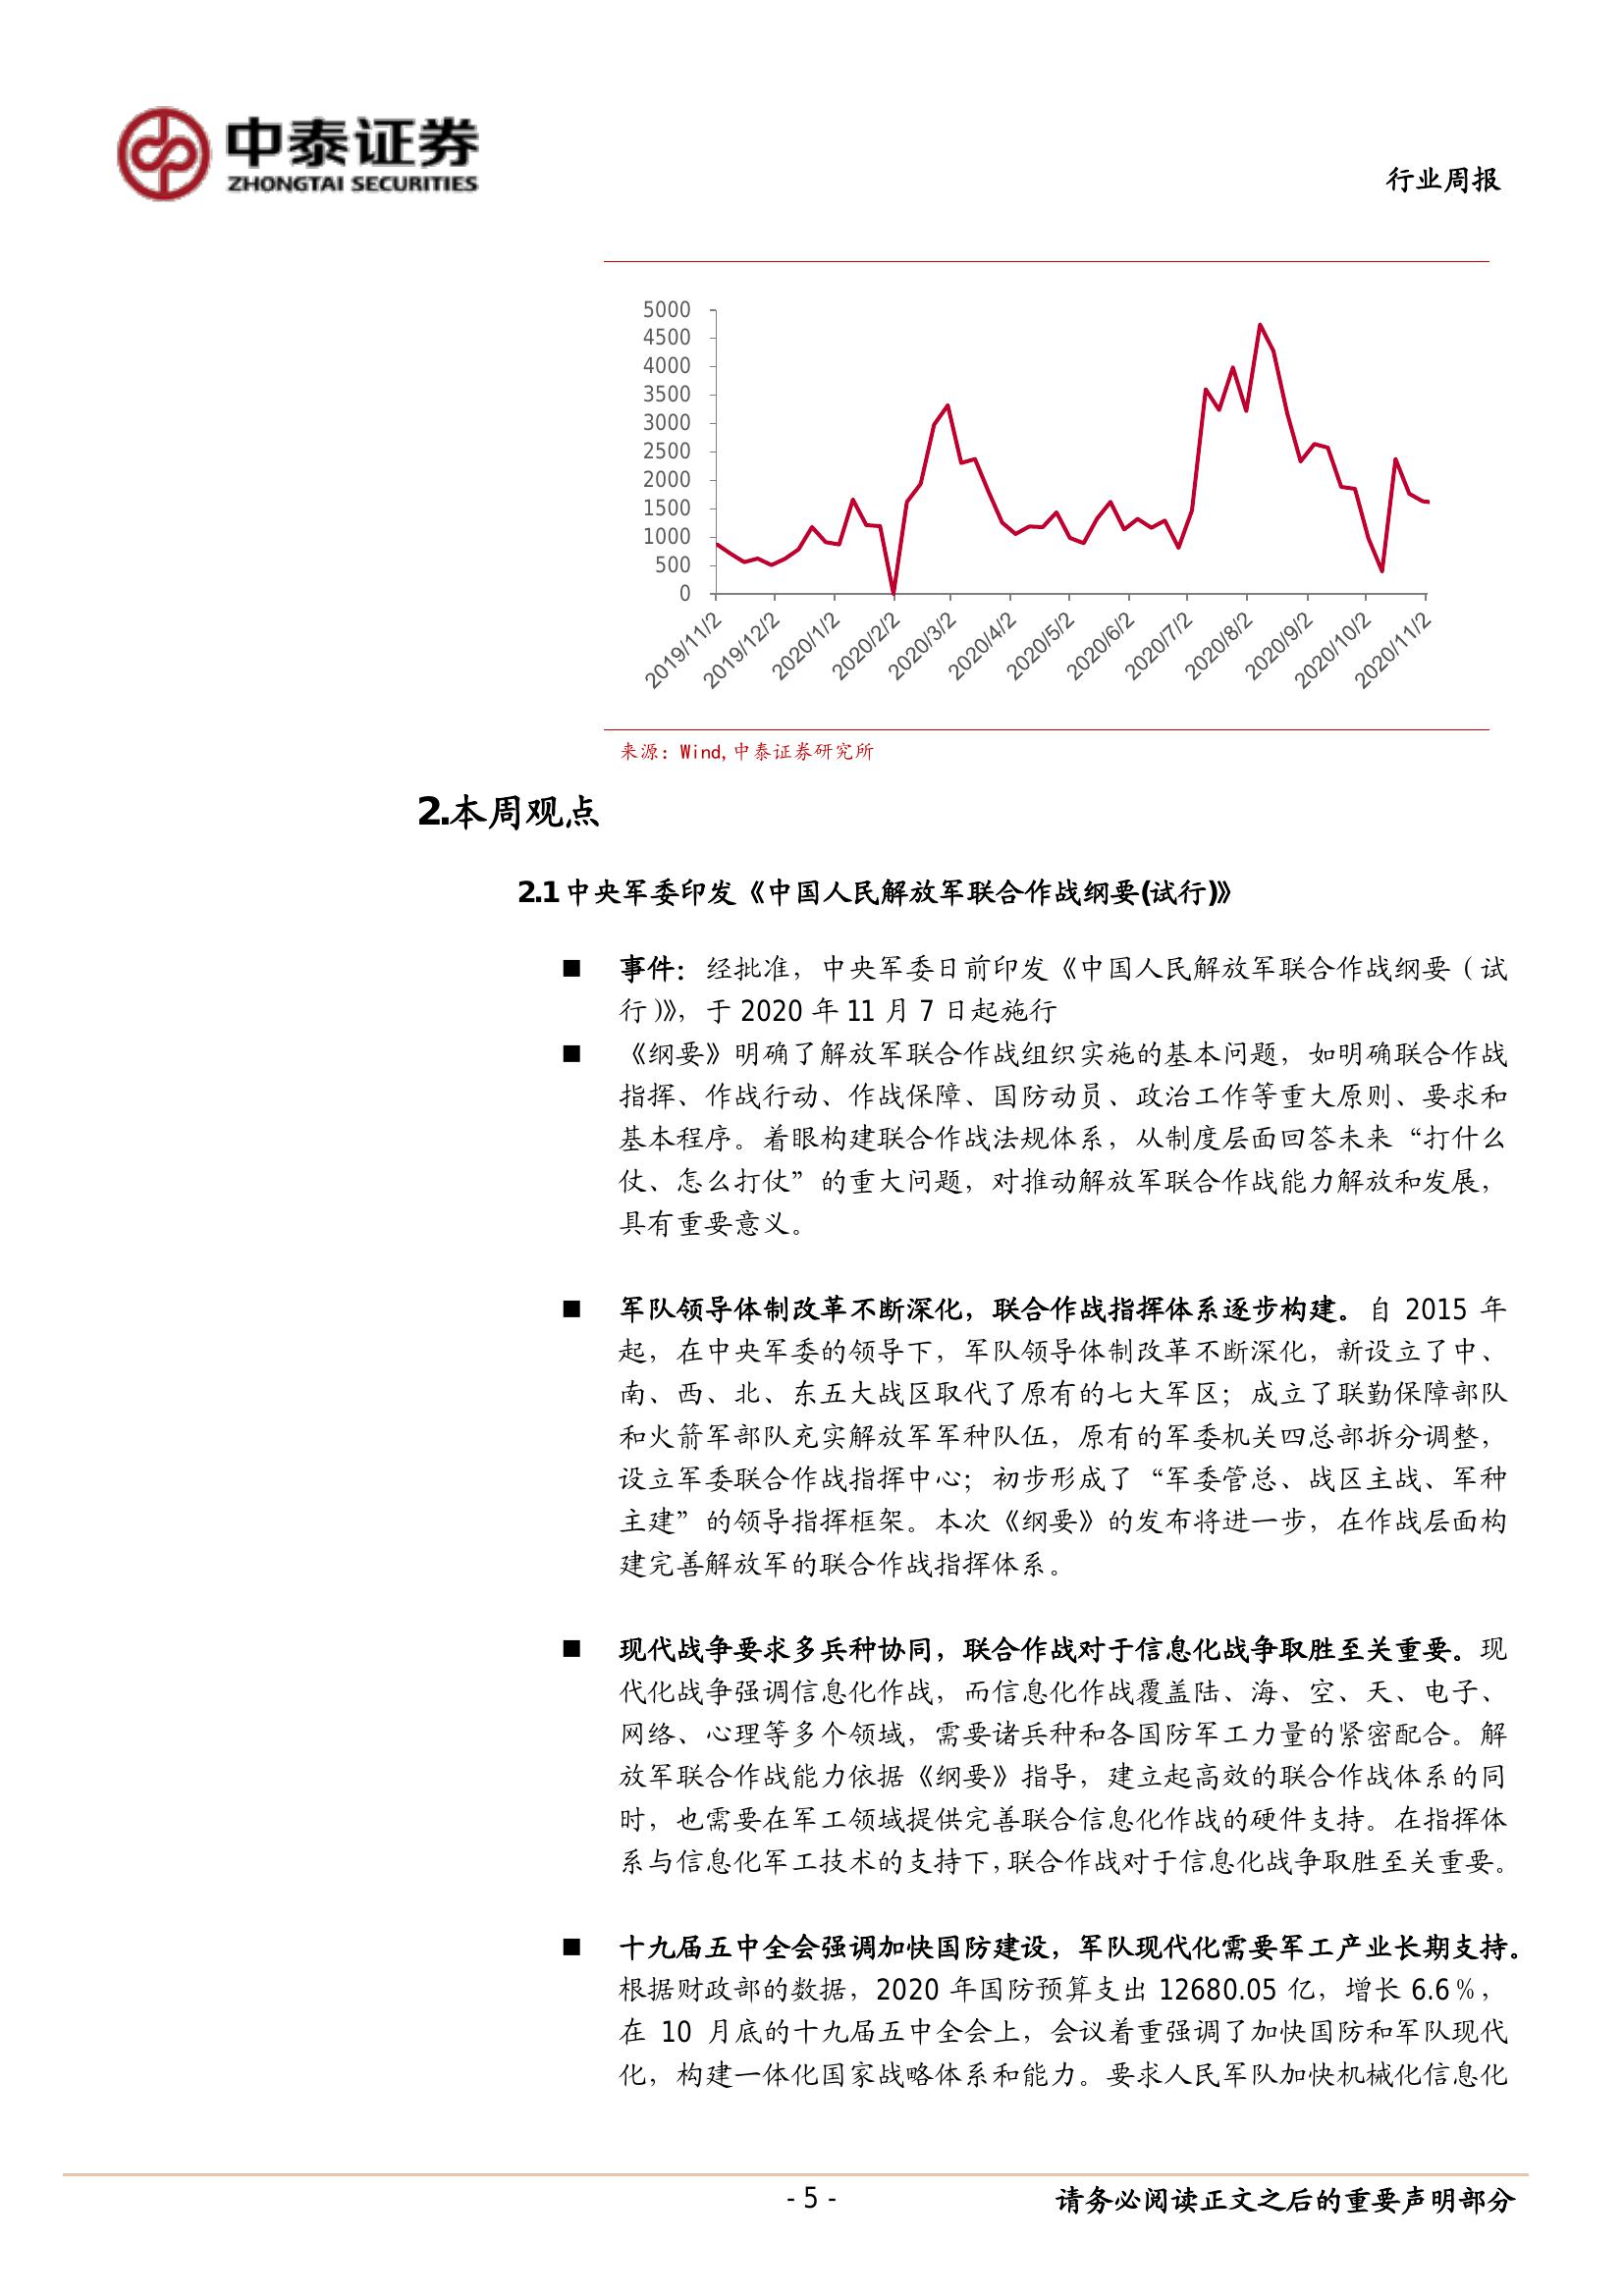 中泰证券
ZHONGTAI SECURITIES
行业周报
5000
4500
4000
3500
3000
2500
2000
1500
1000
500
0
2019/11/2
2019/12/2
2020/1/2
2020/2/2
2020/3/2
2020/4/2
2020/5/2
2020/6/2
2020/7/2
2020/8/2
2020/9/2
2020/10/2
2020/11/2
来源：Wind,中泰证券研究所
2.本周观点
2.1 中央军委印发《中国人民解放军联合作战纲要(试行)》
■ 事件：经批准，中央军委日前印发《中国人民解放军联合作战纲要（试
行）》，于 2020 年 11 月 7 日起施行
■ 《纲要》明确了解放军联合作战组织实施的基本问题，如明确联合作战
指挥、作战行动、作战保障、国防动员、政治工作等重大原则、要求和
基本程序。着眼构建联合作战法规体系，从制度层面回答未来“打什么
仗、怎么打仗”的重大问题，对推动解放军联合作战能力解放和发展，
具有重要意义。
■ 军队领导体制改革不断深化，联合作战指挥体系逐步构建。自 2015 年
起，在中央军委的领导下，军队领导体制改革不断深化，新设立了中、
南、西、北、东五大战区取代了原有的七大军区；成立了联勤保障部队
和火箭军部队充实解放军军种队伍，原有的军委机关四总部拆分调整，
设立军委联合作战指挥中心；初步形成了“军委管总、战区主战、军种
主建”的领导指挥框架。本次《纲要》的发布将进一步，在作战层面构
建完善解放军的联合作战指挥体系。
■ 现代战争要求多兵种协同，联合作战对于信息化战争取胜至关重要。现
代化战争强调信息化作战，而信息化作战覆盖陆、海、空、天、电子、
网络、心理等多个领域，需要诸兵种和各国防军工力量的紧密配合。解
放军联合作战能力依据《纲要》指导，建立起高效的联合作战体系的同
时，也需要在军工领域提供完善联合信息化作战的硬件支持。在指挥体
系与信息化军工技术的支持下，联合作战对于信息化战争取胜至关重要。
■ 十九届五中全会强调加快国防建设，军队现代化需要军工产业长期支持。
根据财政部的数据，2020 年国防预算支出 12680.05 亿，增长 6.6％，
在 10 月底的十九届五中全会上，会议着重强调了加快国防和军队现代
化，构建一体化国家战略体系和能力。要求人民军队加快机械化信息化
- 5 -
请务必阅读正文之后的重要声明部分